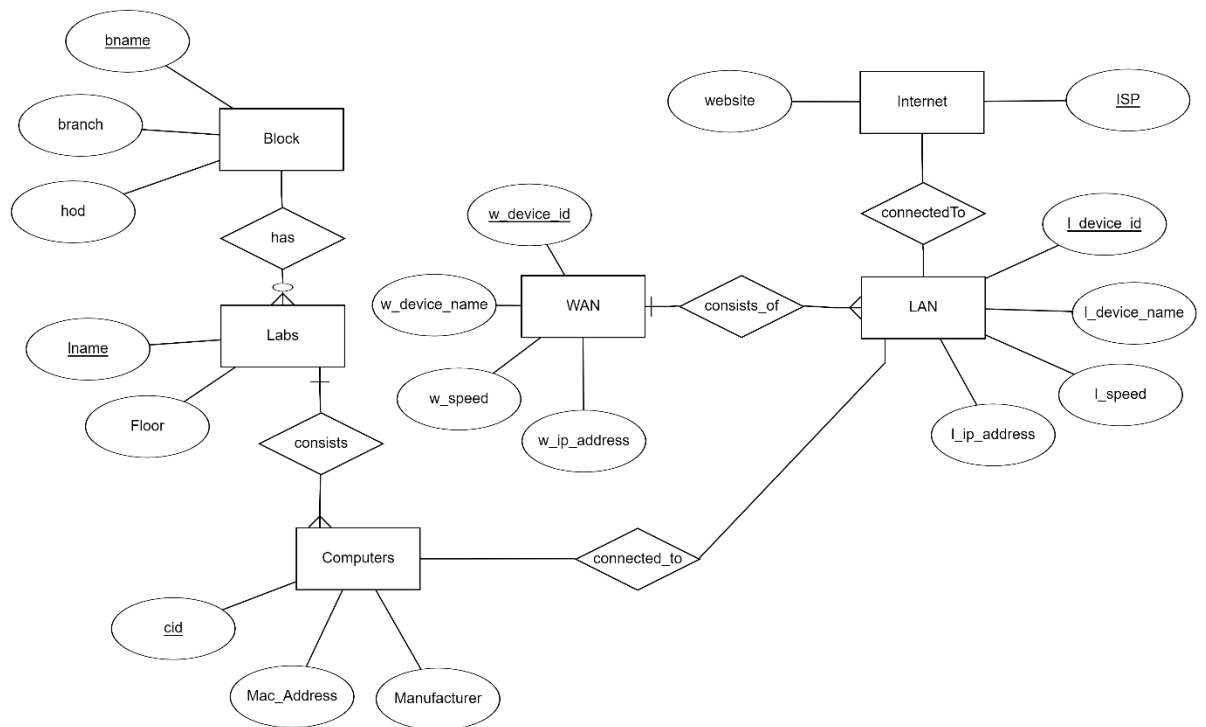 bname
website
Internet
ISP
branch
Block
hod
has
w_device_id
connectedTo
l_device_id
w_device_name
WAN
consists_of
LAN
l_device_name
lname
Labs
w_speed
l_speed
Floor
consists
w_ip_address
l_ip_address
Computers
connected_to
cid
Mac_Address
Manufacturer